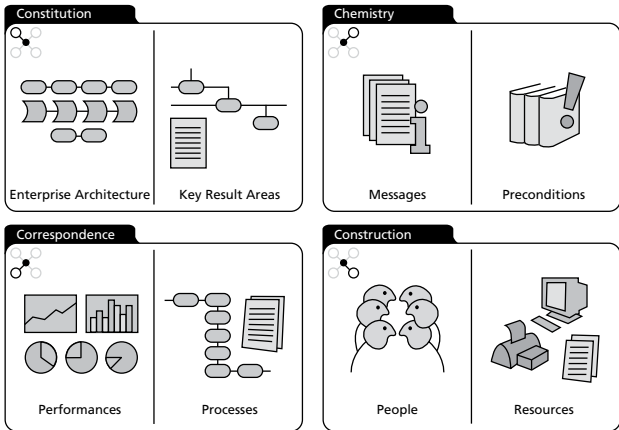 Constitution
Enterprise Architecture
Key Result Areas
Chemistry
Messages
Preconditions
Correspondence
Performances
Processes
Construction
People
Resources